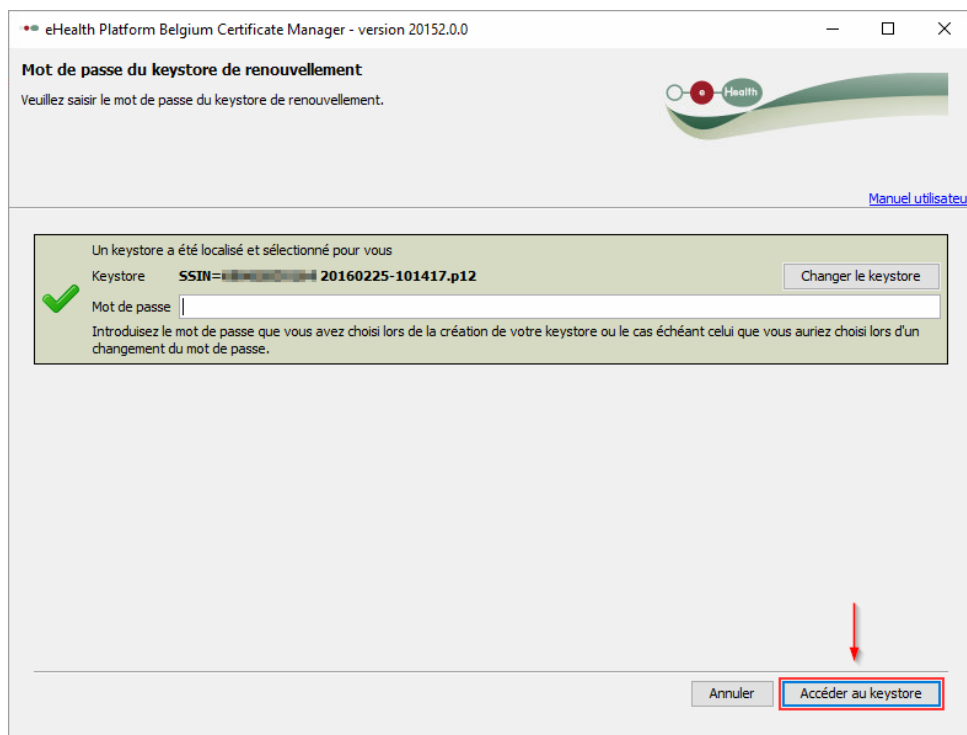 eHealth Platform Belgium Certificate Manager - version 20152.0.0
Mot de passe du keystore de renouvellement
Veuillez saisir le mot de passe du keystore de renouvellement.
e Health
Manuel utilisateu
Un keystore a été localisé et sélectionné pour vous
Keystore SSIN= 20160225-101417.p12
Changer le keystore
Mot de passe
Introduisez le mot de passe que vous avez choisi lors de la création de votre keystore ou le cas échéant celui que vous auriez choisi lors d'un
changement du mot de passe.
Annuler Accéder au keystore